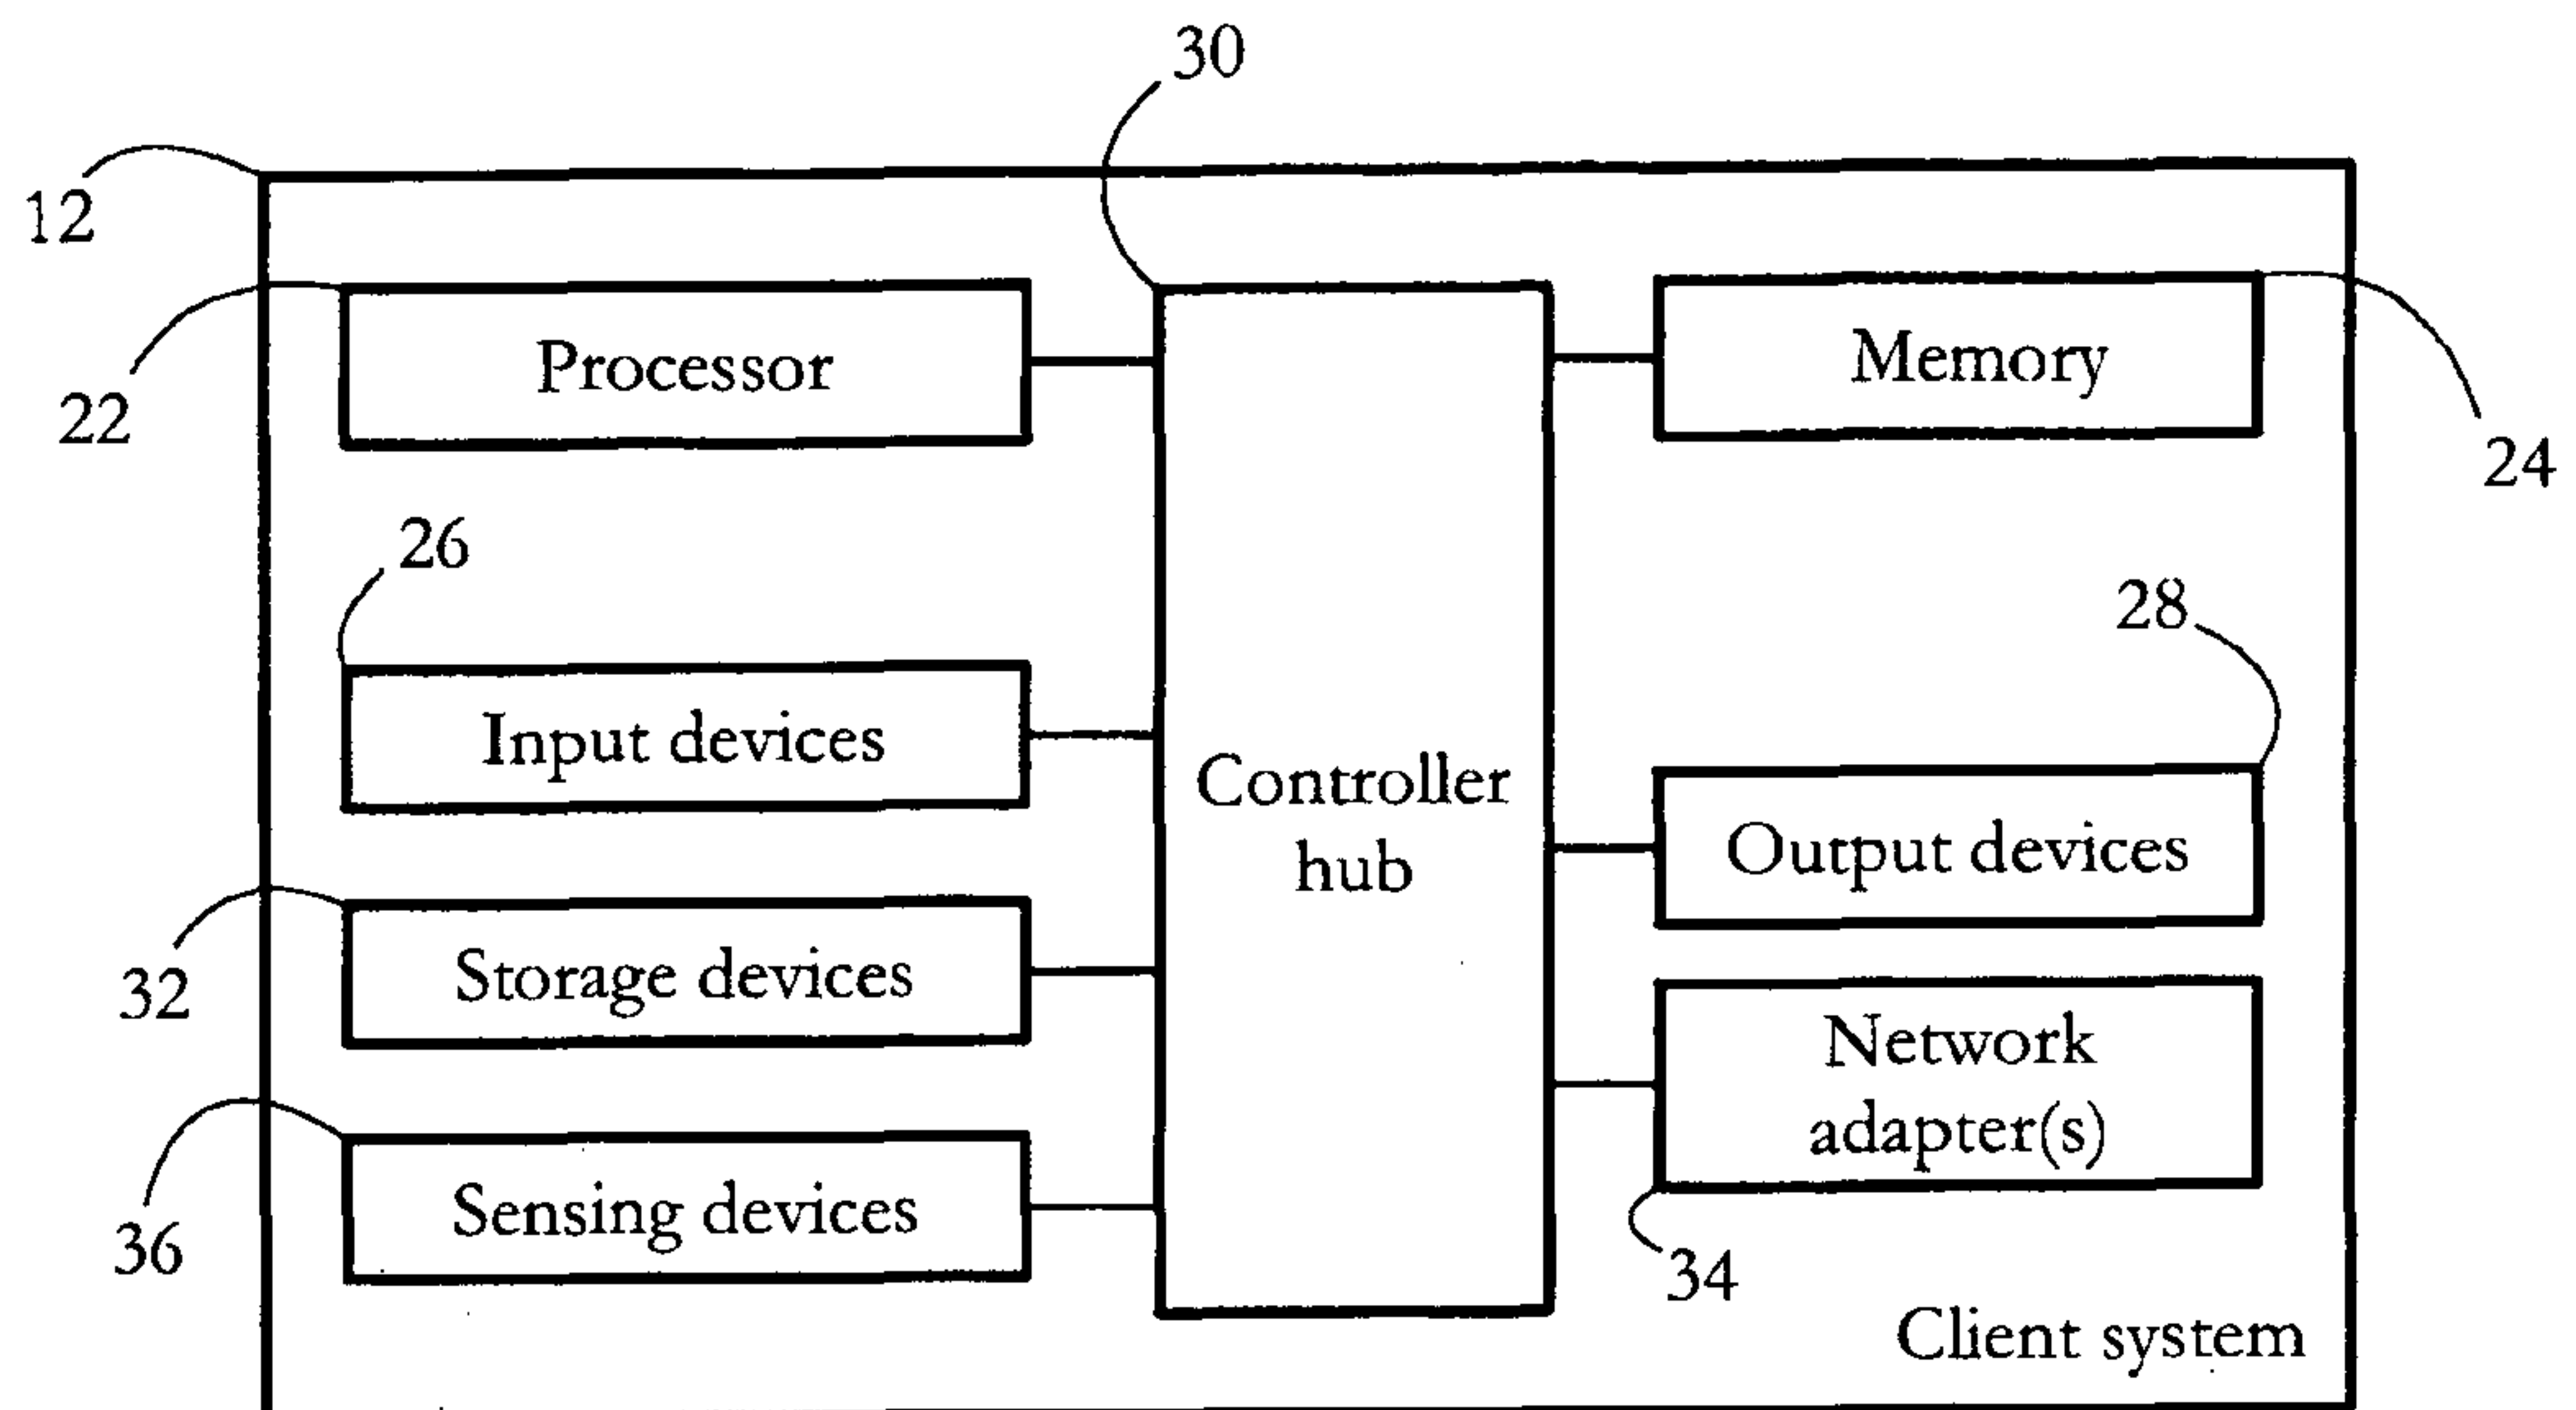 30
12
Processor
Memory
22
24
26
28
Input devices
Controller
hub
Output devices
32
Storage devices
Network
adapter(s)
36
Sensing devices
34
Client system